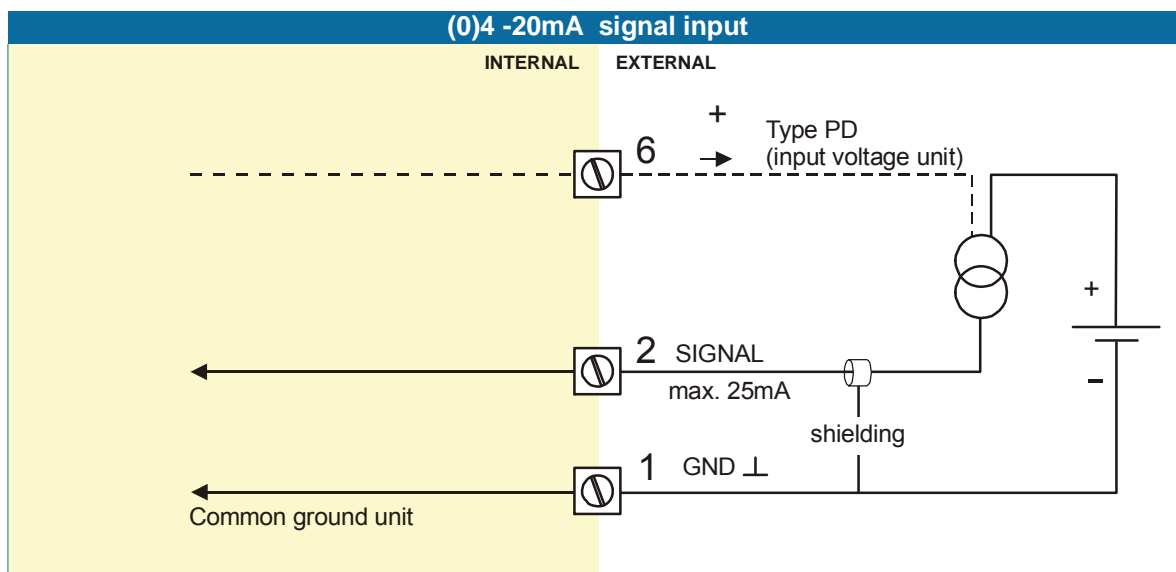 (0)4 -20mA signal input
INTERNAL EXTERNAL
+
6
Type PD
(input voltage unit)
+
2 SIGNAL
max. 25mA
-
shielding
1 GND ⊥
Common ground unit